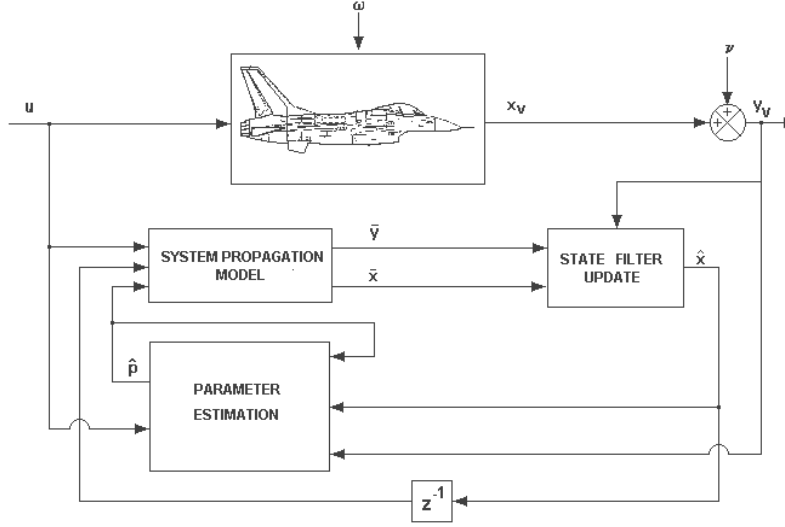 ω
ν
u
x_v
y_v
+
+
SYSTEM PROPAGATION
MODEL
ȳ
x̄
STATE FILTER
UPDATE
x̂
p̂
PARAMETER
ESTIMATION
z⁻¹